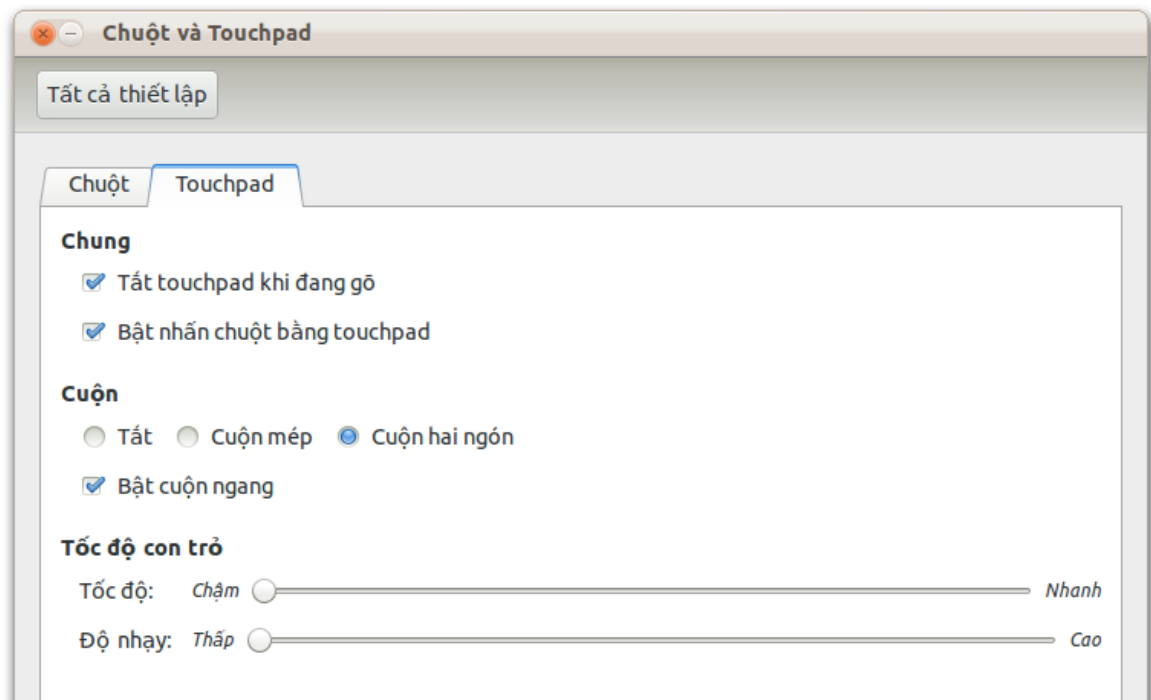 Chuột và Touchpad
Tất cả thiết lập
Chuột Touchpad
Chung
Tắt touchpad khi đang gõ
Bật nhấn chuột bằng touchpad
Cuộn
Tắt Cuộn mép Cuộn hai ngón
Bật cuộn ngang
Tốc độ con trỏ
Tốc độ: Chậm Nhanh
Độ nhạy: Thấp Cao